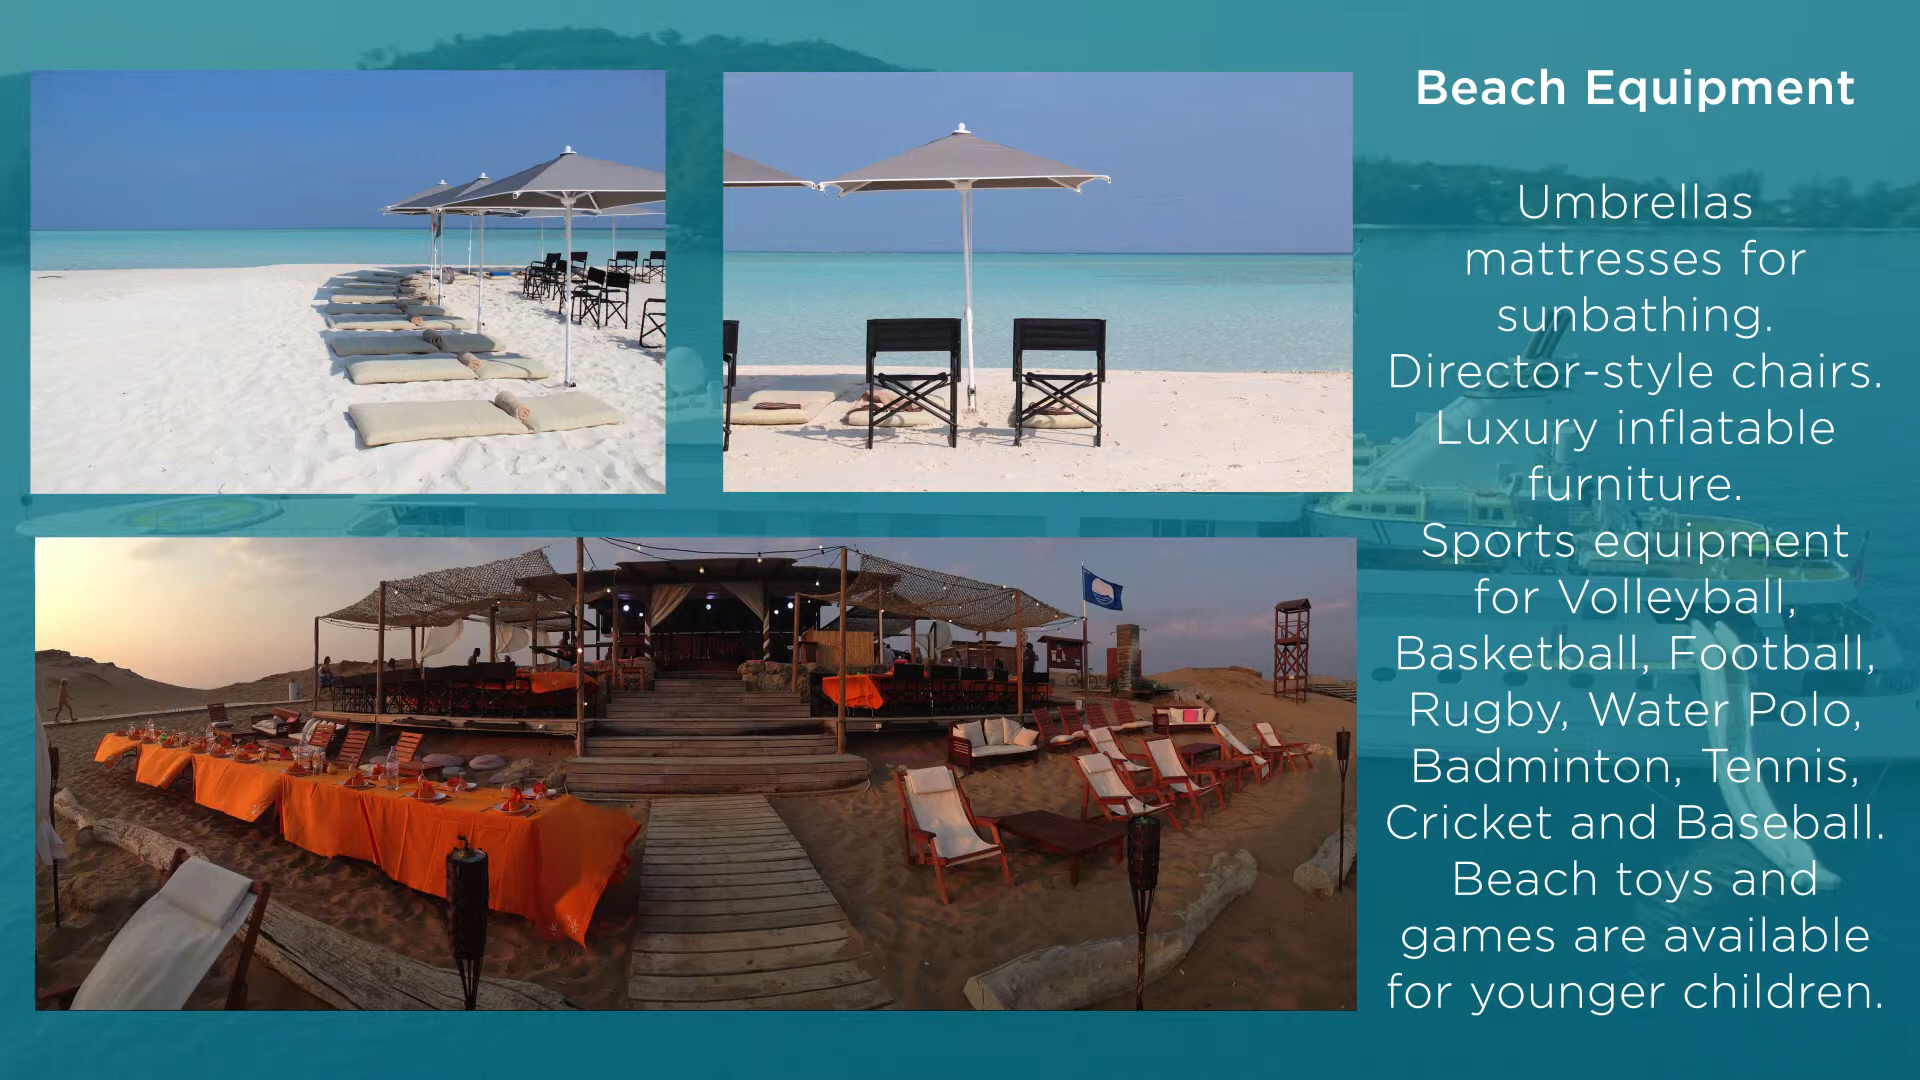 Beach Equipment
Umbrellas
mattresses for
sunbathing.
Director-style chairs.
Luxury inflatable
furniture.
Sports equipment
for Volleyball,
Basketball, Football,
Rugby, Water Polo,
Badminton, Tennis,
Cricket and Baseball.
Beach toys and
games are available
for younger children.